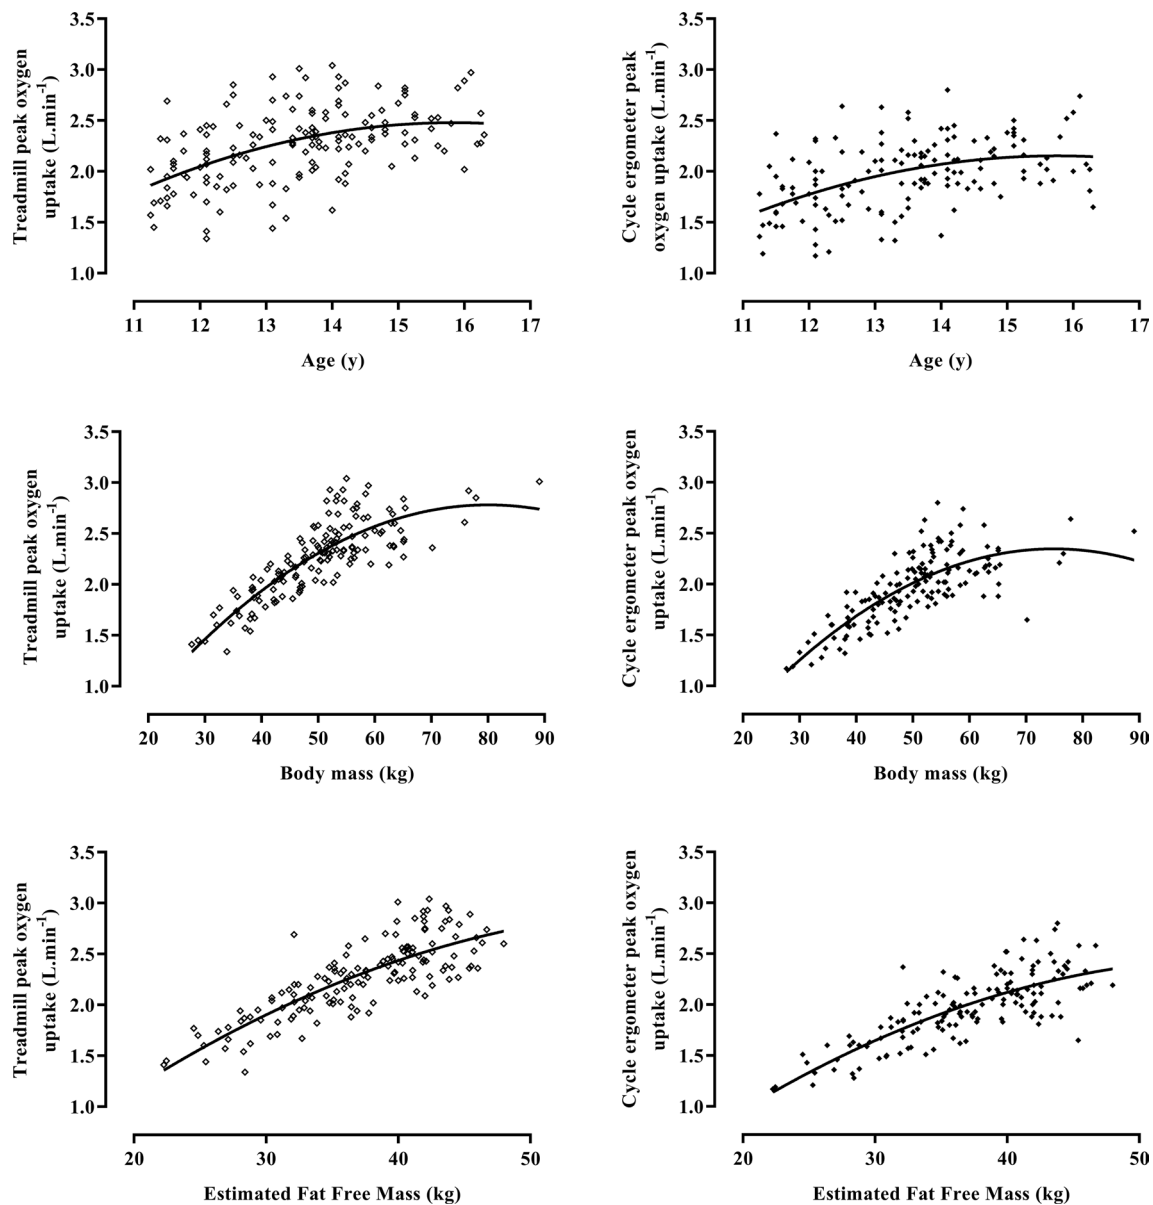 3.5
3.0
2.5
2.0
1.5
1.0
Treadmill peak oxygen
uptake (L.min-1)
11 12 13 14 15 16 17
Age (y)
3.5
3.0
2.5
2.0
1.5
1.0
Cycle ergometer peak
oxygen uptake (L.min-1)
11 12 13 14 15 16 17
Age (y)
3.5
3.0
2.5
2.0
1.5
1.0
Treadmill peak oxygen
uptake (L.min-1)
20 30 40 50 60 70 80 90
Body mass (kg)
3.5
3.0
2.5
2.0
1.5
1.0
Cycle ergometer peak oxygen
uptake (L.min-1)
20 30 40 50 60 70 80 90
Body mass (kg)
3.5
3.0
2.5
2.0
1.5
1.0
Treadmill peak oxygen
uptake (L.min-1)
20 30 40 50
Estimated Fat Free Mass (kg)
3.5
3.0
2.5
2.0
1.5
1.0
Cycle ergometer peak oxygen
uptake (L.min-1)
20 30 40 50
Estimated Fat Free Mass (kg)